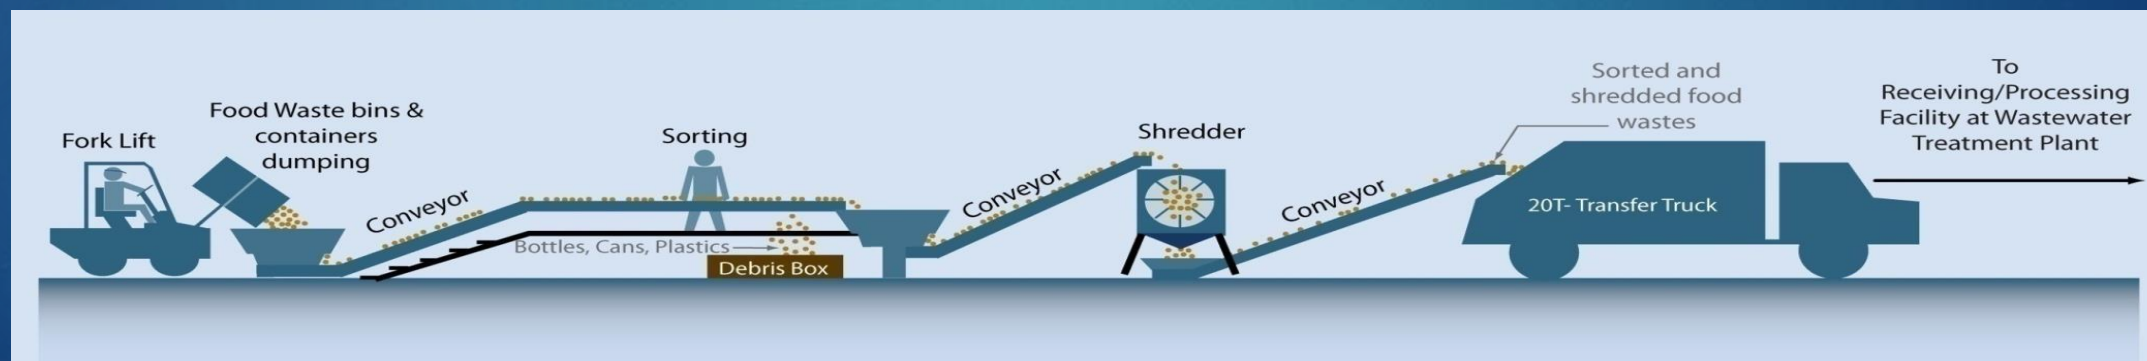 Fork Lift
Food Waste bins &
containers
dumping
Conveyor
Sorting
Bottles, Cans, Plastics
Debris Box
Conveyor
Shredder
Conveyor
Sorted and
shredded food
wastes
20T- Transfer Truck
To
Receiving/Processing
Facility at Wastewater
Treatment Plant